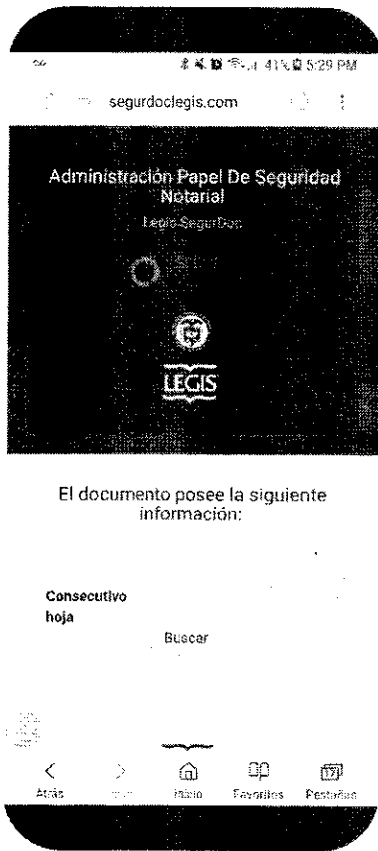 41% 5:29 PM
segurdoclegis.com
Administración Papel De Seguridad
Notarial
Legis SegurDoc
LEGIS
El documento posee la siguiente
información:
Consecutivo
hoja
Buscar
Atrás Inicio Favoritos Pestañas